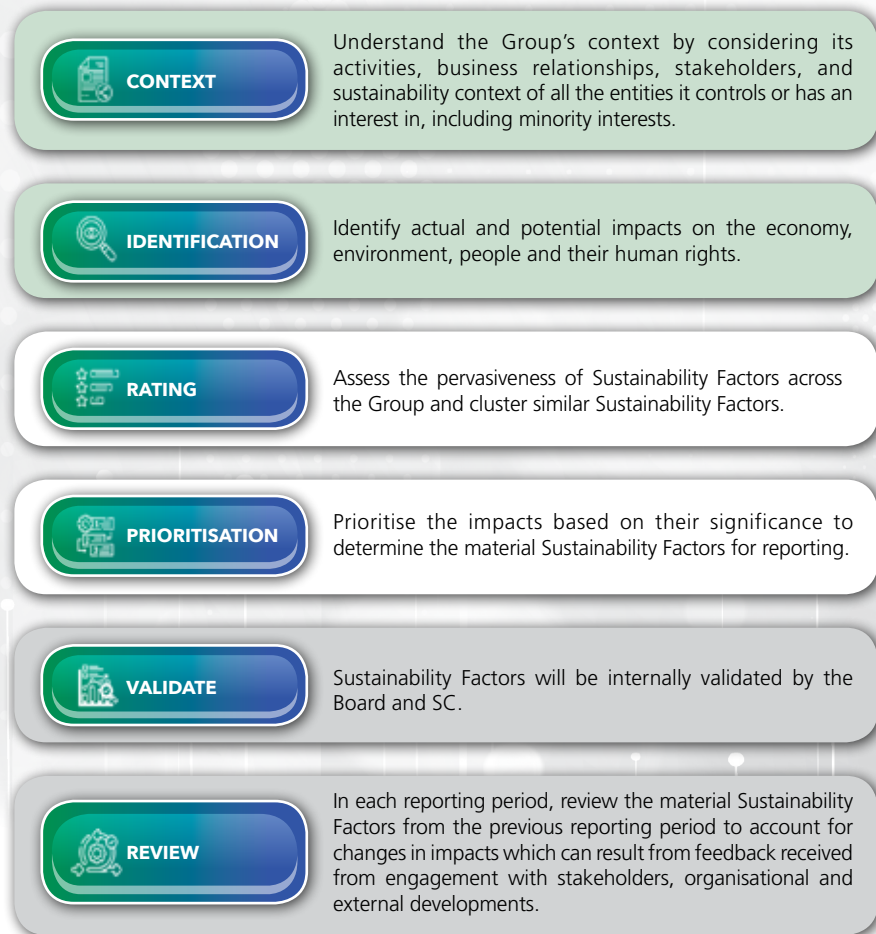 CONTEXT
Understand the Group's context by considering its
activities, business relationships, stakeholders, and
sustainability context of all the entities it controls or has an
interest in, including minority interests.
IDENTIFICATION
Identify actual and potential impacts on the economy,
environment, people and their human rights.
RATING
Assess the pervasiveness of Sustainability Factors across
the Group and cluster similar Sustainability Factors.
PRIORITISATION
Prioritise the impacts based on their significance to
determine the material Sustainability Factors for reporting.
VALIDATE
Sustainability Factors will be internally validated by the
Board and SC.
REVIEW
In each reporting period, review the material Sustainability
Factors from the previous reporting period to account for
changes in impacts which can result from feedback received
from engagement with stakeholders, organisational and
external developments.